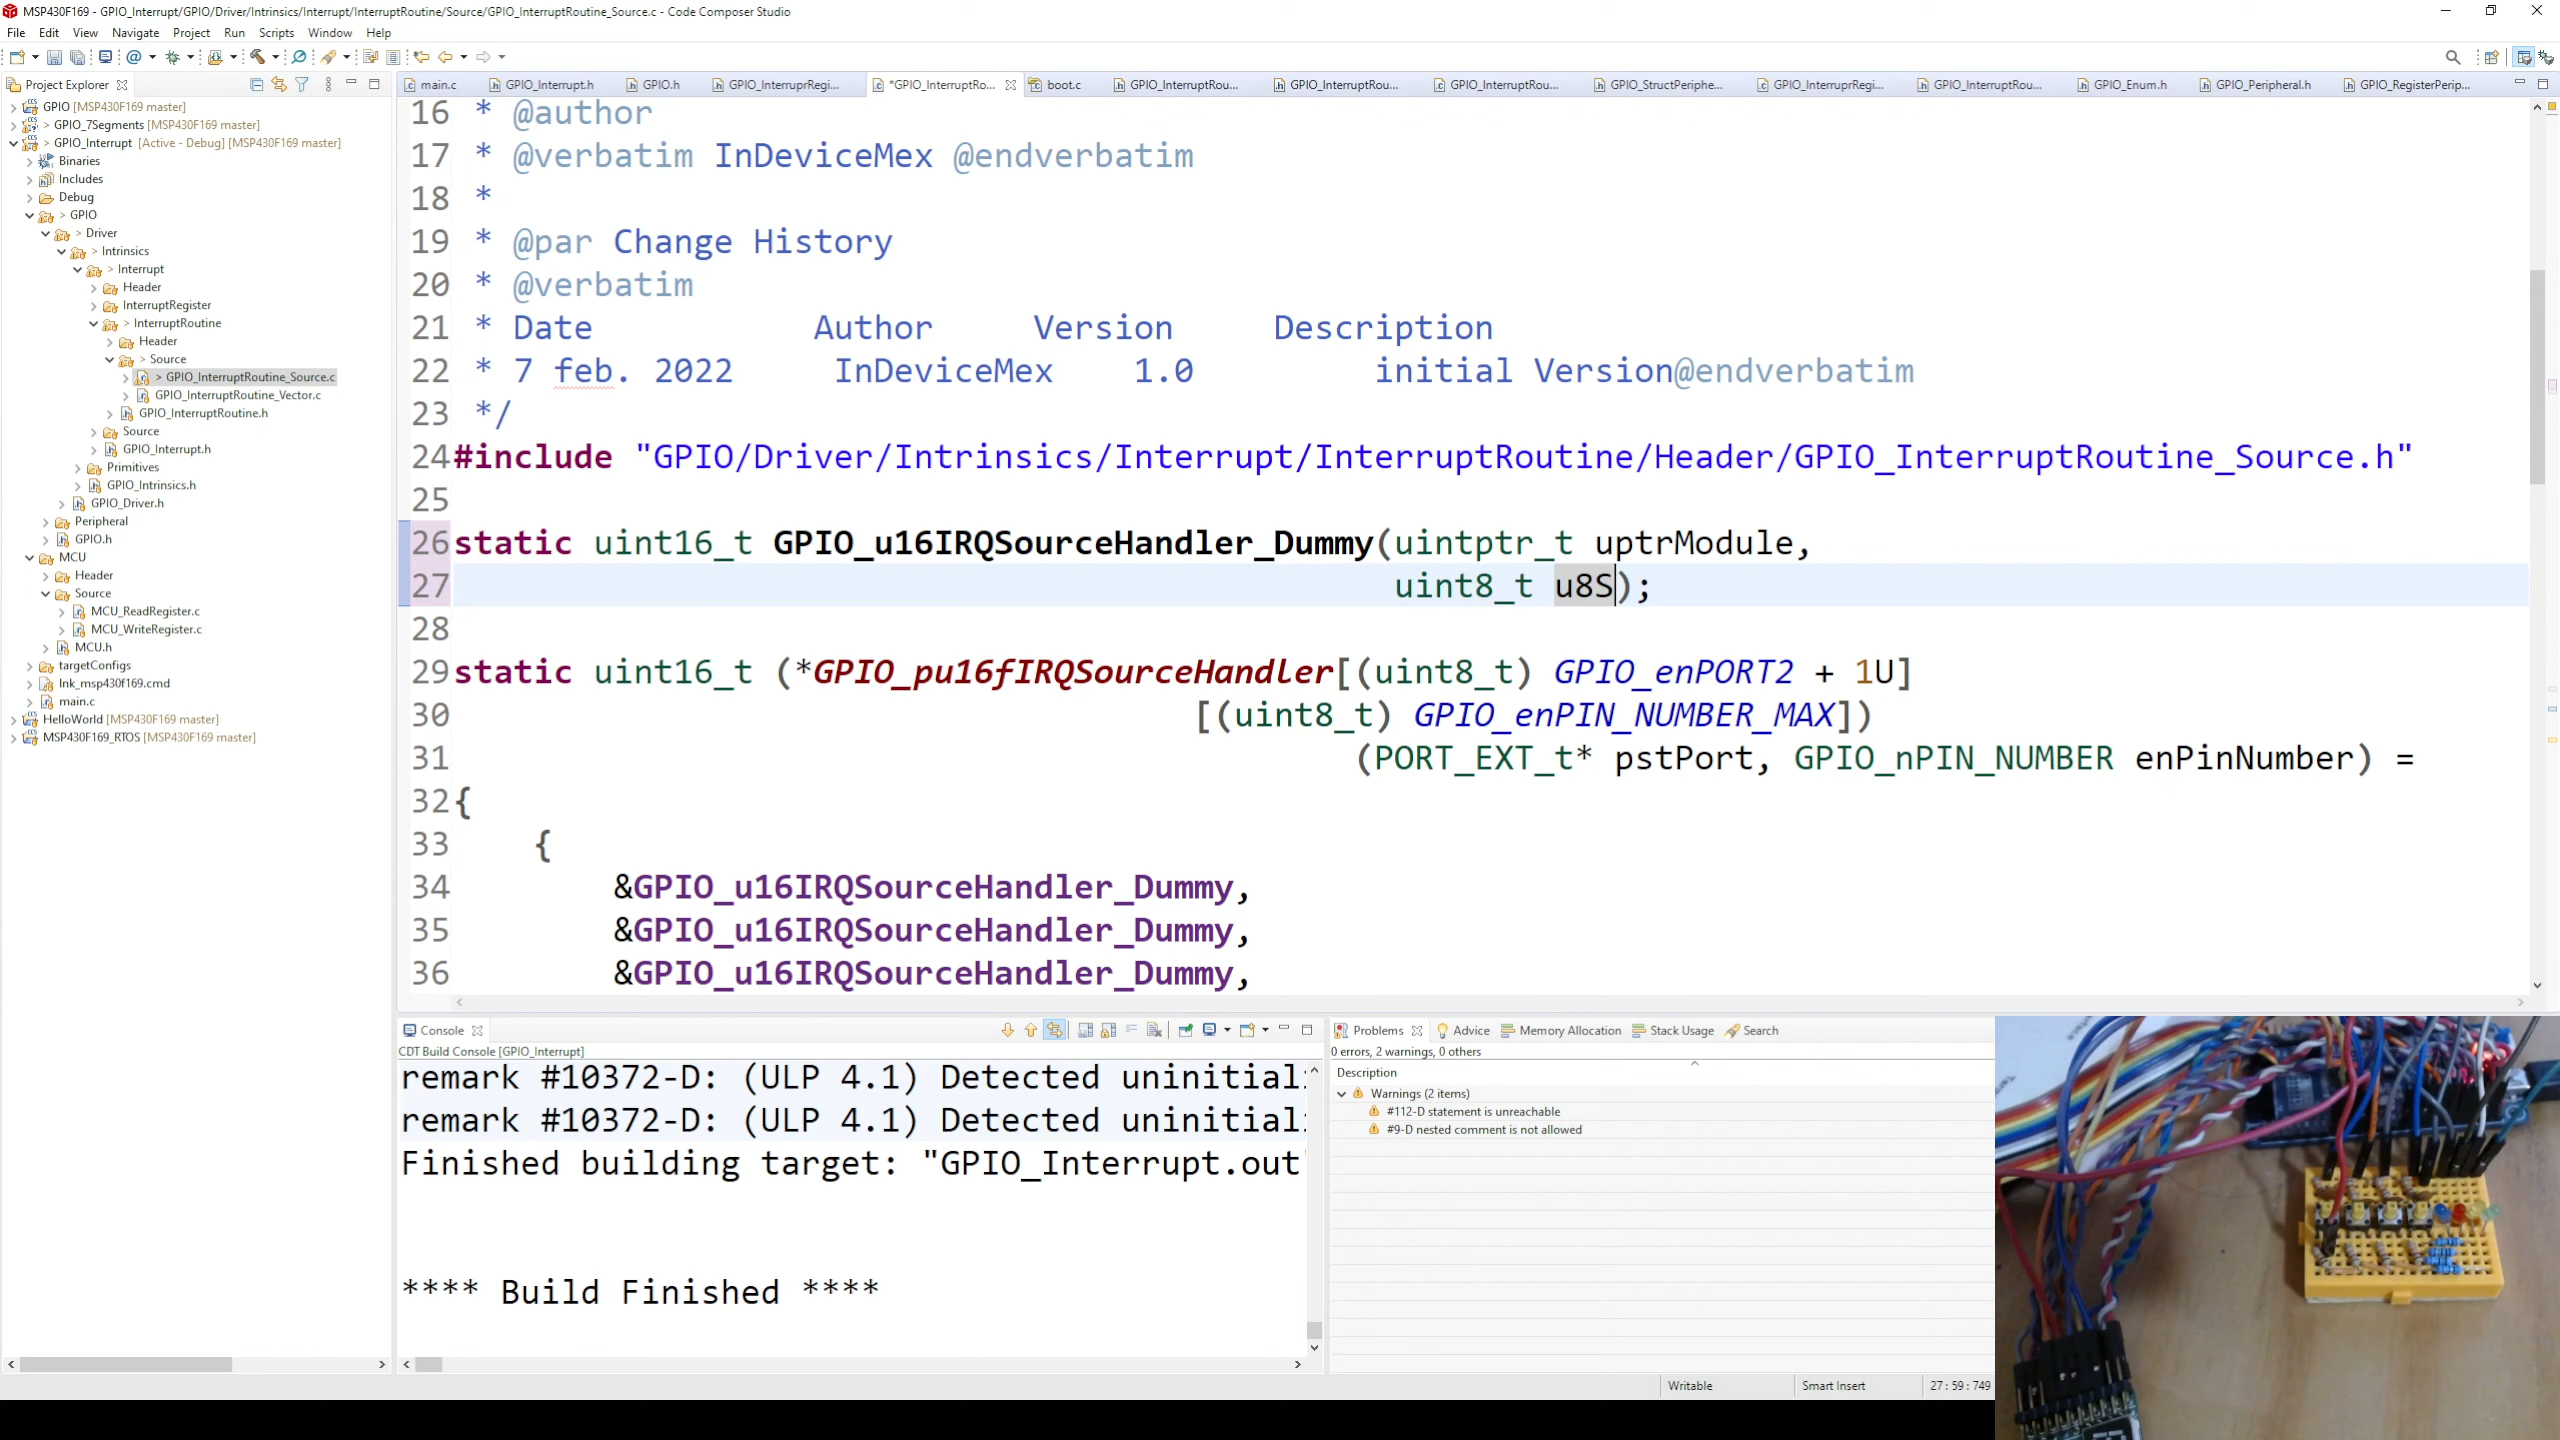 MSP430F169 - GPIO_Interrupt/GPIO/Driver/Intrinsics/Interrupt/InterruptRoutine/Source/GPIO_InterruptRoutine_Source.c - Code Composer Studio
File Edit View Navigate Project Run Scripts Window Help
Project Explorer
main.c GPIO_Interrupt.h GPIO.h GPIO_InterruprRegi... *GPIO_InterruptRo... boot.c GPIO_InterruptRou... GPIO_InterruptRou... GPIO_InterruptRou... GPIO_StructPeriphe... GPIO_InterruprRegi... GPIO_InterruptRou... GPIO_Enum.h GPIO_Peripheral.h GPIO_RegisterPerip...
GPIO [MSP430F169 master]
> GPIO_7Segments [MSP430F169 master]
> GPIO_Interrupt [Active - Debug] [MSP430F169 master]
Binaries
Includes
Debug
> GPIO
> Driver
> Intrinsics
> Interrupt
Header
InterruptRegister
> InterruptRoutine
Header
> Source
> GPIO_InterruptRoutine_Source.c
GPIO_InterruptRoutine_Vector.c
GPIO_InterruptRoutine.h
Source
GPIO_Interrupt.h
Primitives
GPIO_Intrinsics.h
GPIO_Driver.h
Peripheral
GPIO.h
MCU
Header
Source
MCU_ReadRegister.c
MCU_WriteRegister.c
MCU.h
targetConfigs
lnk_msp430f169.cmd
main.c
HelloWorld [MSP430F169 master]
MSP430F169_RTOS [MSP430F169 master]
16 * @author
17 * @verbatim InDeviceMex @endverbatim
18 *
19 * @par Change History
20 * @verbatim
21 * Date Author Version Description
22 * 7 feb. 2022 InDeviceMex 1.0 initial Version@endverbatim
23 */
24 #include "GPIO/Driver/Intrinsics/Interrupt/InterruptRoutine/Header/GPIO_InterruptRoutine_Source.h"
25
26 static uint16_t GPIO_u16IRQSourceHandler_Dummy(uintptr_t uptrModule,
27 uint8_t u8S);
28
29 static uint16_t (*GPIO_pu16fIRQSourceHandler[(uint8_t) GPIO_enPORT2 + 1U]
30 [(uint8_t) GPIO_enPIN_NUMBER_MAX])
31 (PORT_EXT_t* pstPort, GPIO_nPIN_NUMBER enPinNumber) =
32 {
33 {
34 &GPIO_u16IRQSourceHandler_Dummy,
35 &GPIO_u16IRQSourceHandler_Dummy,
36 &GPIO_u16IRQSourceHandler_Dummy,
Console
CDT Build Console [GPIO_Interrupt]
remark #10372-D: (ULP 4.1) Detected uninitial
remark #10372-D: (ULP 4.1) Detected uninitial
Finished building target: "GPIO_Interrupt.out
**** Build Finished ****
Problems Advice Memory Allocation Stack Usage Search
0 errors, 2 warnings, 0 others
Description
Warnings (2 items)
#112-D statement is unreachable
#9-D nested comment is not allowed
Writable Smart Insert 27 : 59 : 749